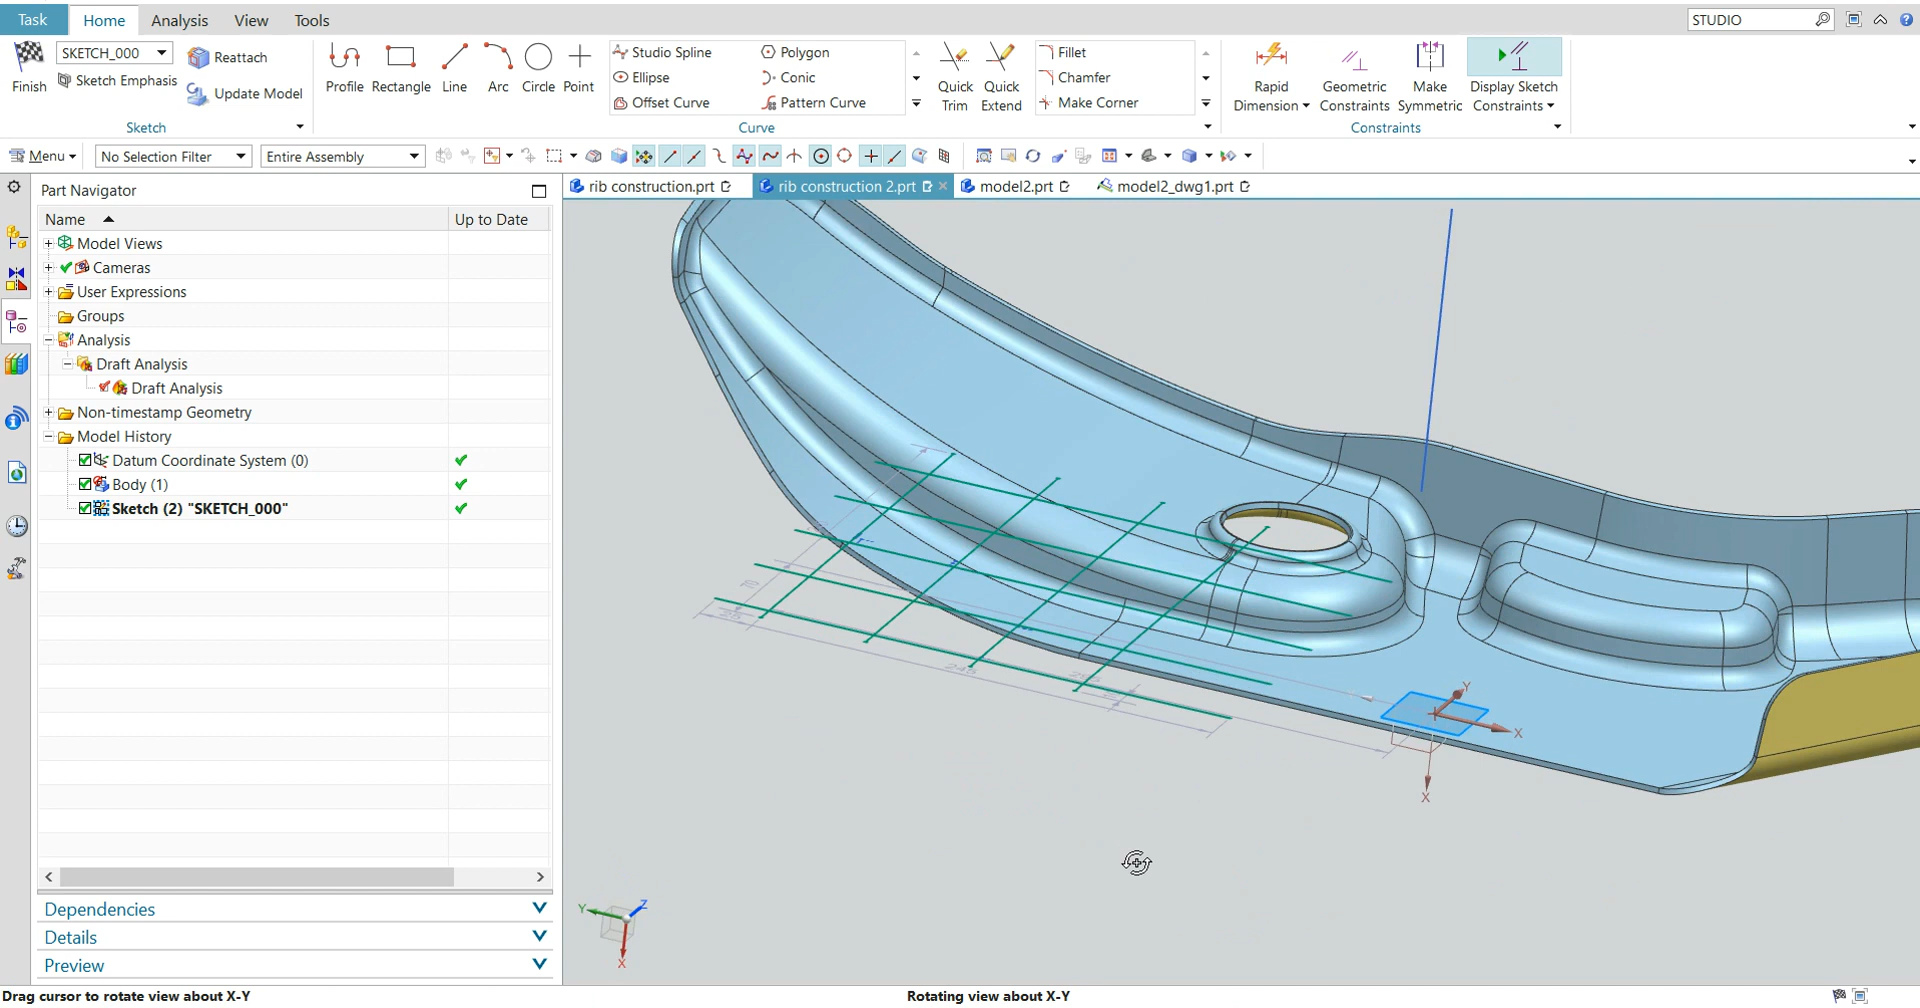 Task Home Analysis View Tools STUDIO
Finish SKETCH_000 Sketch Emphasis Reattach Update Model Sketch
Profile Rectangle Line Arc Circle Point
Studio Spline Polygon
Ellipse Conic
Offset Curve Pattern Curve
Curve
Quick Trim Quick Extend
Fillet
Chamfer
Make Corner
Rapid Dimension Geometric Constraints Make Symmetric Display Sketch Constraints
Constraints
Menu No Selection Filter Entire Assembly
Part Navigator
rib construction.prt rib construction 2.prt model2.prt model2_dwg1.prt
Name Up to Date
Model Views
Cameras
User Expressions
Groups
Analysis
Draft Analysis
Draft Analysis
Non-timestamp Geometry
Model History
Datum Coordinate System (0)
Body (1)
Sketch (2) "SKETCH_000"
245
Y
X
X
Dependencies
Details
Preview
Y Z
X
Drag cursor to rotate view about X-Y Rotating view about X-Y